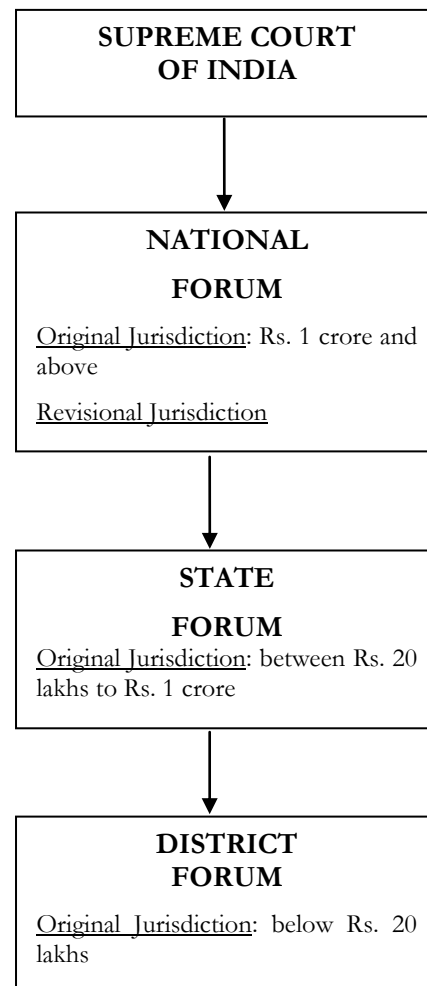 SUPREME COURT
OF INDIA
NATIONAL
FORUM
Original Jurisdiction: Rs. 1 crore and
above
Revisional Jurisdiction
STATE
FORUM
Original Jurisdiction: between Rs. 20
lakhs to Rs. 1 crore
DISTRICT
FORUM
Original Jurisdiction: below Rs. 20
lakhs